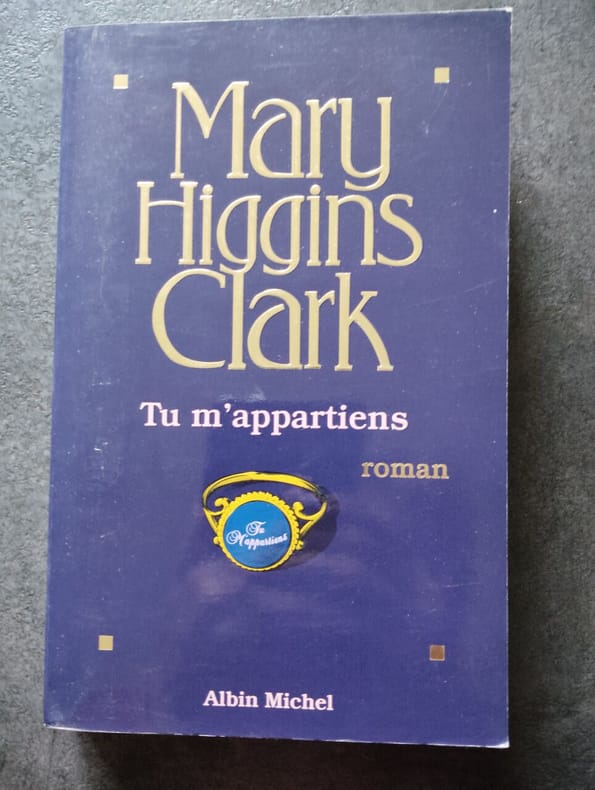 Mary
Higgins
Clark
Tu m'appartiens
roman
Tu
M'appartiens
Albin Michel